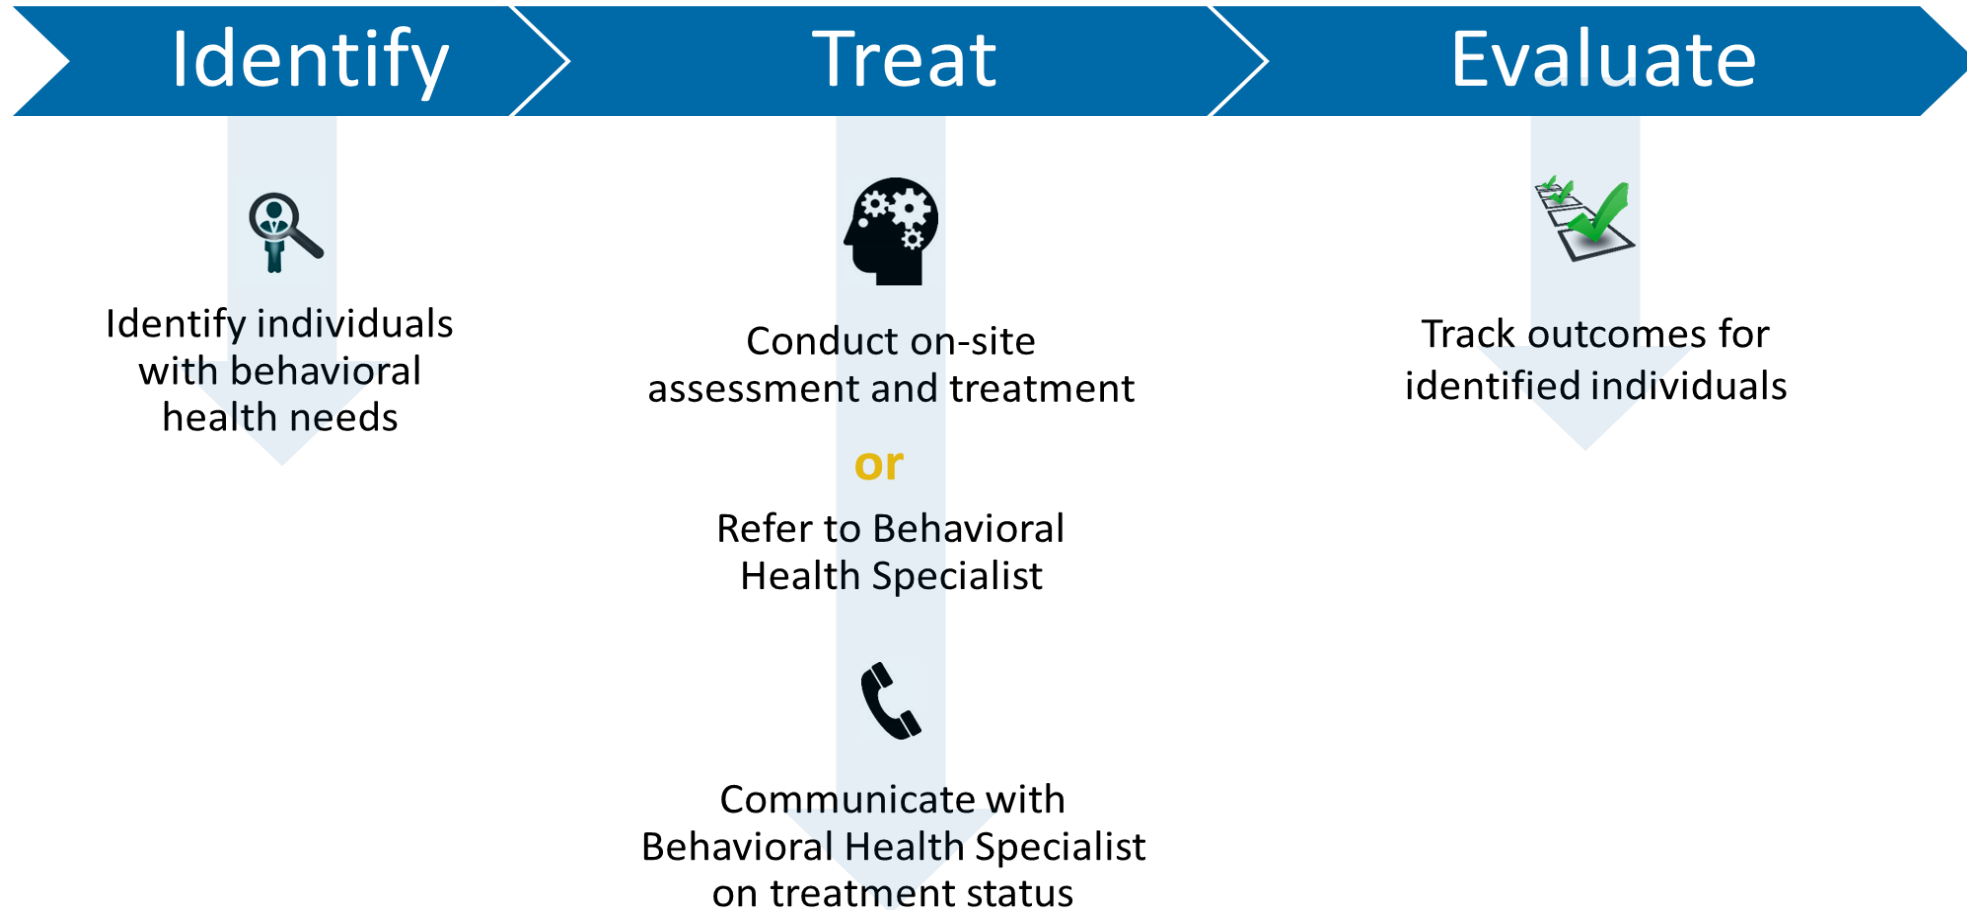 Identify
Treat
Evaluate
Identify individuals
with behavioral
health needs
Conduct on-site
assessment and treatment
or
Refer to Behavioral
Health Specialist
Communicate with
Behavioral Health Specialist
on treatment status
Track outcomes for
identified individuals